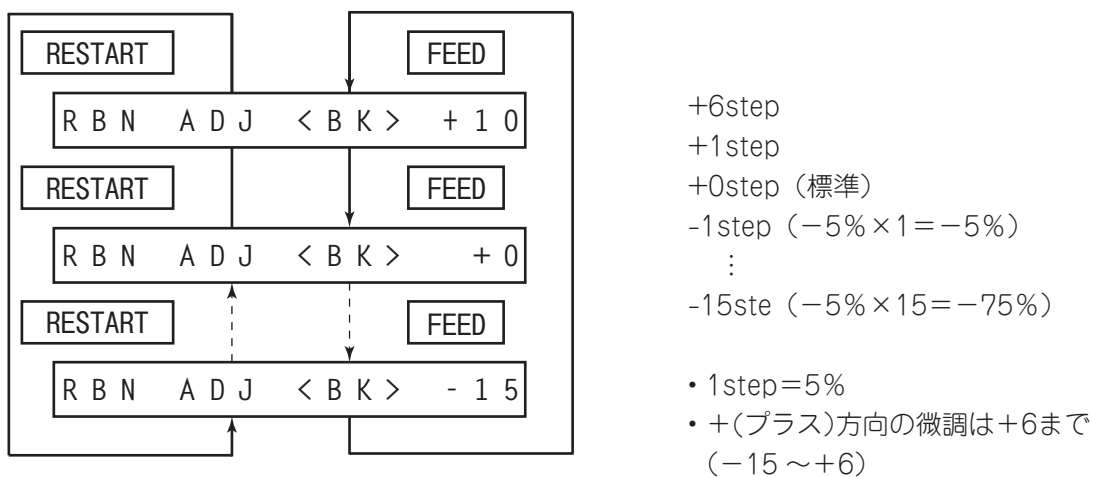 RESTART FEED
RBN ADJ <BK> +10
RESTART FEED
RBN ADJ <BK> +0
RESTART FEED
RBN ADJ <BK> -15
+6step
+1step
+0step（標準）
-1step（－5%×1＝－5%）
⋮
-15ste（－5%×15＝－75%）
・1step＝5%
・＋(プラス)方向の微調は＋6まで
（－15～＋6）